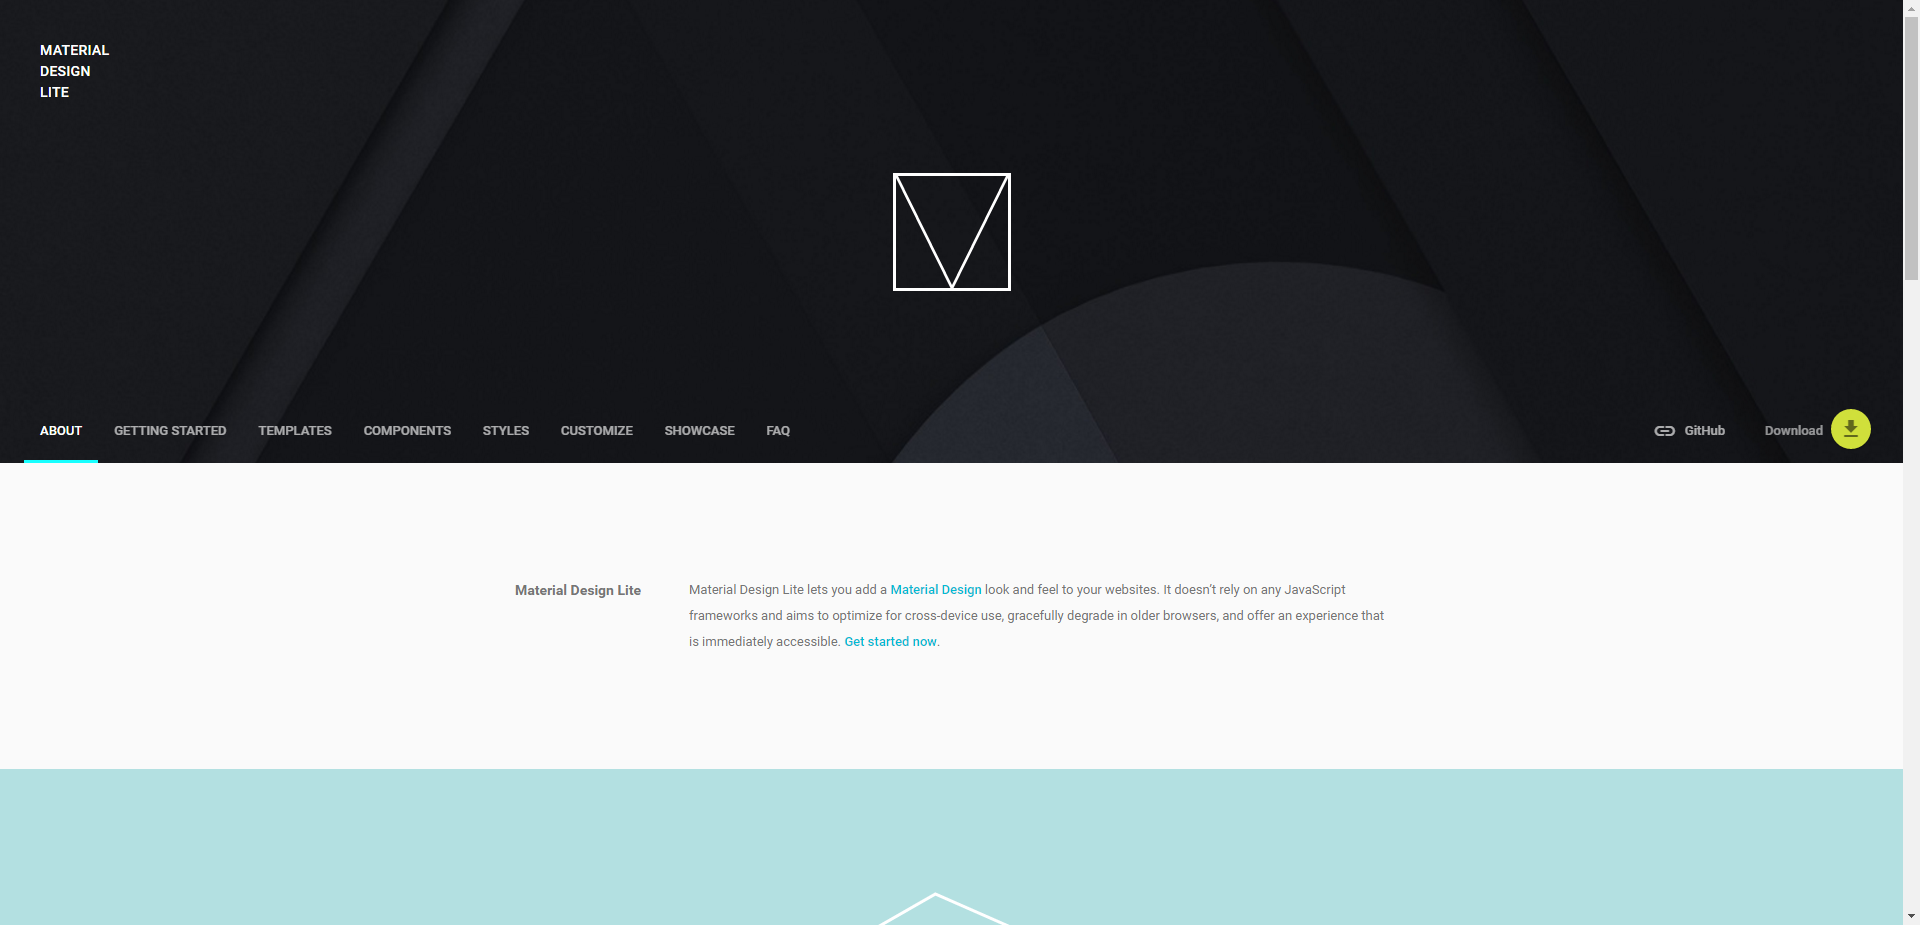 MATERIAL
DESIGN
LITE
ABOUT GETTING STARTED TEMPLATES COMPONENTS STYLES CUSTOMIZE SHOWCASE FAQ GitHub Download
Material Design Lite
Material Design Lite lets you add a Material Design look and feel to your websites. It doesn’t rely on any JavaScript
frameworks and aims to optimize for cross-device use, gracefully degrade in older browsers, and offer an experience that
is immediately accessible. Get started now.